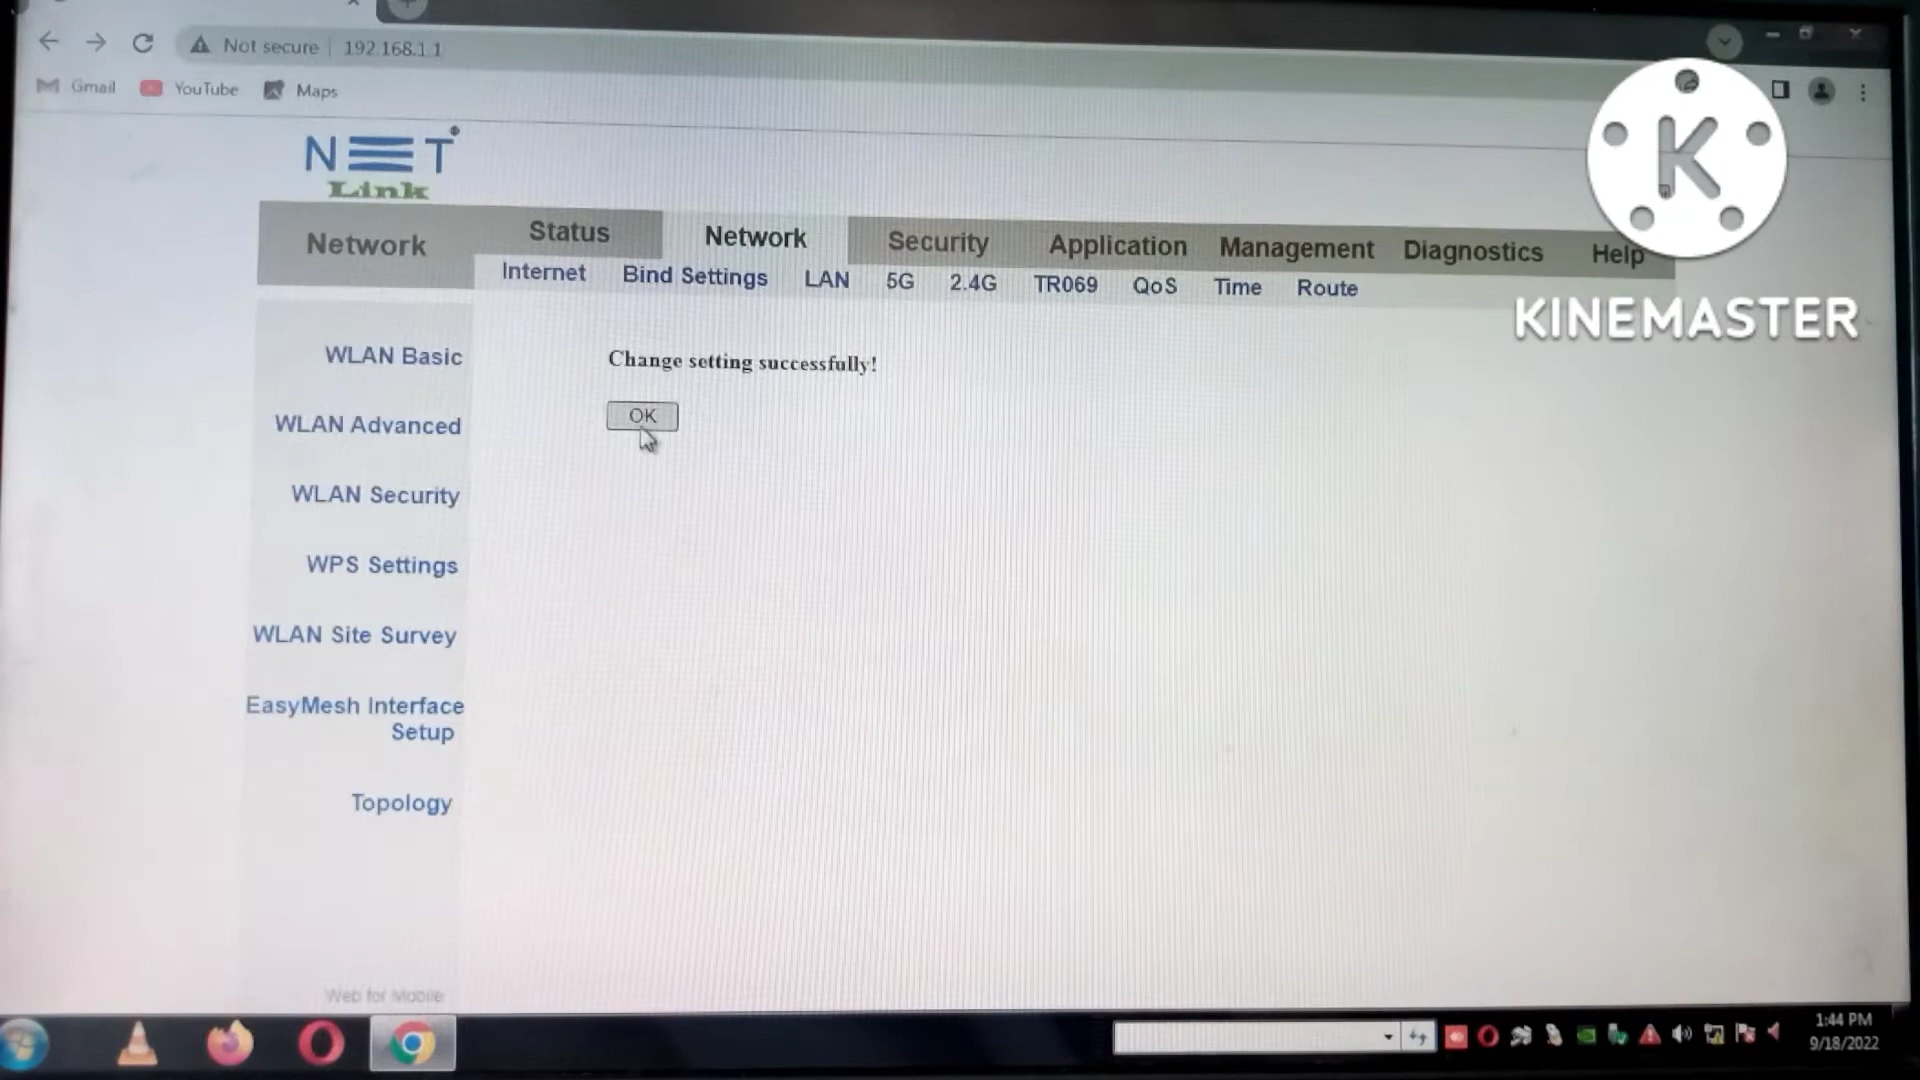 Not secure | 192.168.1.1
Gmail YouTube Maps
NET
Link
K
KINEMASTER
Network Status Network Security Application Management Diagnostics Help
Internet Bind Settings LAN 5G 2.4G TR069 QoS Time Route
WLAN Basic
WLAN Advanced
WLAN Security
WPS Settings
WLAN Site Survey
EasyMesh Interface
Setup
Topology
Change setting successfully!
OK
Web for Mobile
1:44 PM
9/18/2022